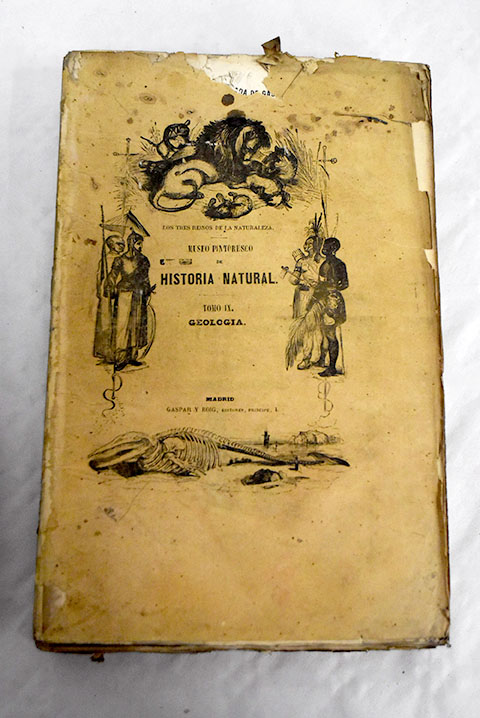 LOS TRES REINOS DE LA NATURALEZA.
MUSEO PINTORESCO
DE
HISTORIA NATURAL.
TOMO IX.
GEOLOGIA.
MADRID
GASPAR Y ROIG, EDITORES, PRINCIPE, 4.